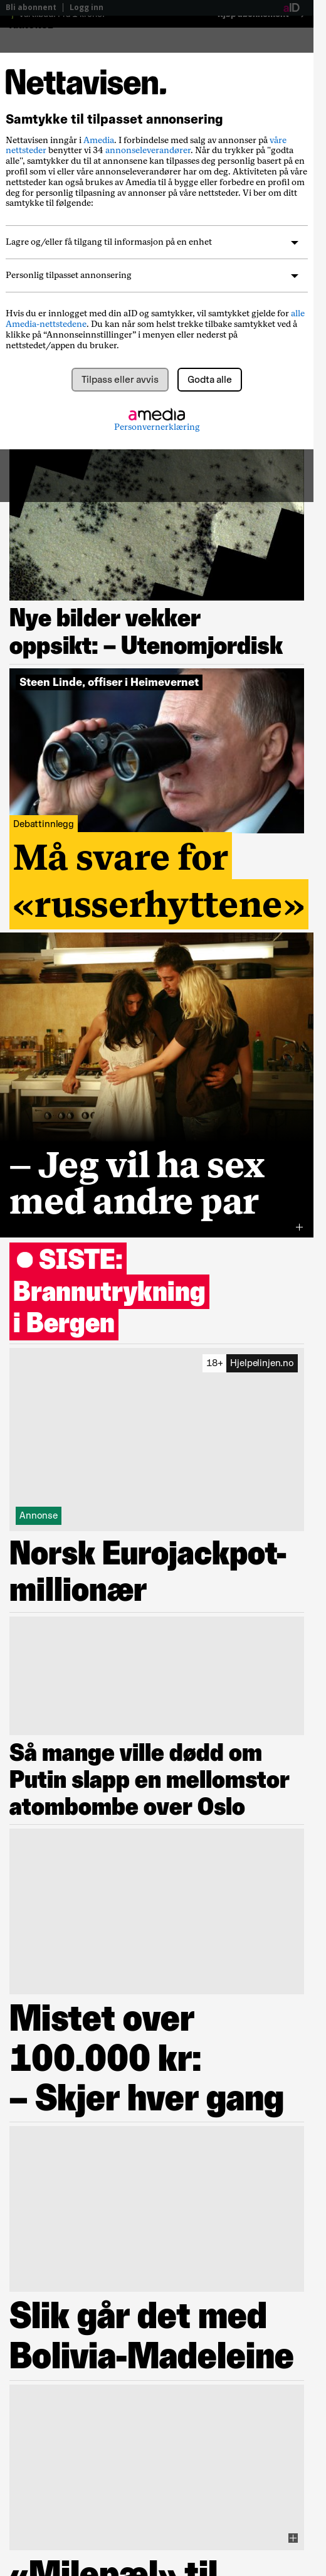 Bli abonnent | Logg inn
aID
Nettavisen.
Samtykke til tilpasset annonsering
Nettavisen inngår i Amedia. I forbindelse med salg av annonser på våre
nettsteder benytter vi 34 annonseleverandører. Når du trykker på "godta
alle", samtykker du til at annonsene kan tilpasses deg personlig basert på en
profil som vi eller våre annonseleverandører har om deg. Aktiviteten på våre
nettsteder kan også brukes av Amedia til å bygge eller forbedre en profil om
deg for personlig tilpasning av annonser på våre nettsteder. Vi ber om ditt
samtykke til følgende:
Lagre og/eller få tilgang til informasjon på en enhet
Personlig tilpasset annonsering
Hvis du er innlogget med din aID og samtykker, vil samtykket gjelde for alle
Amedia-nettstedene. Du kan når som helst trekke tilbake samtykket ved å
klikke på “Annonseinnstillinger” i menyen eller nederst på
nettstedet/appen du bruker.
Tilpass eller avvis
Godta alle
amedia
Personvernerklæring
Nye bilder vekker
oppsikt: – Utenomjordisk
Steen Linde, offiser i Heimevernet
Debattinnlegg
Må svare for
«russerhyttene»
– Jeg vil ha sex
med andre par
SISTE:
Brannutrykning
i Bergen
18+ Hjelpelinjen.no
Annonse
Norsk Eurojackpot-
millionær
Så mange ville dødd om
Putin slapp en mellomstor
atombombe over Oslo
Mistet over
100.000 kr:
– Skjer hver gang
Slik går det med
Bolivia-Madeleine
«Milepæl» til